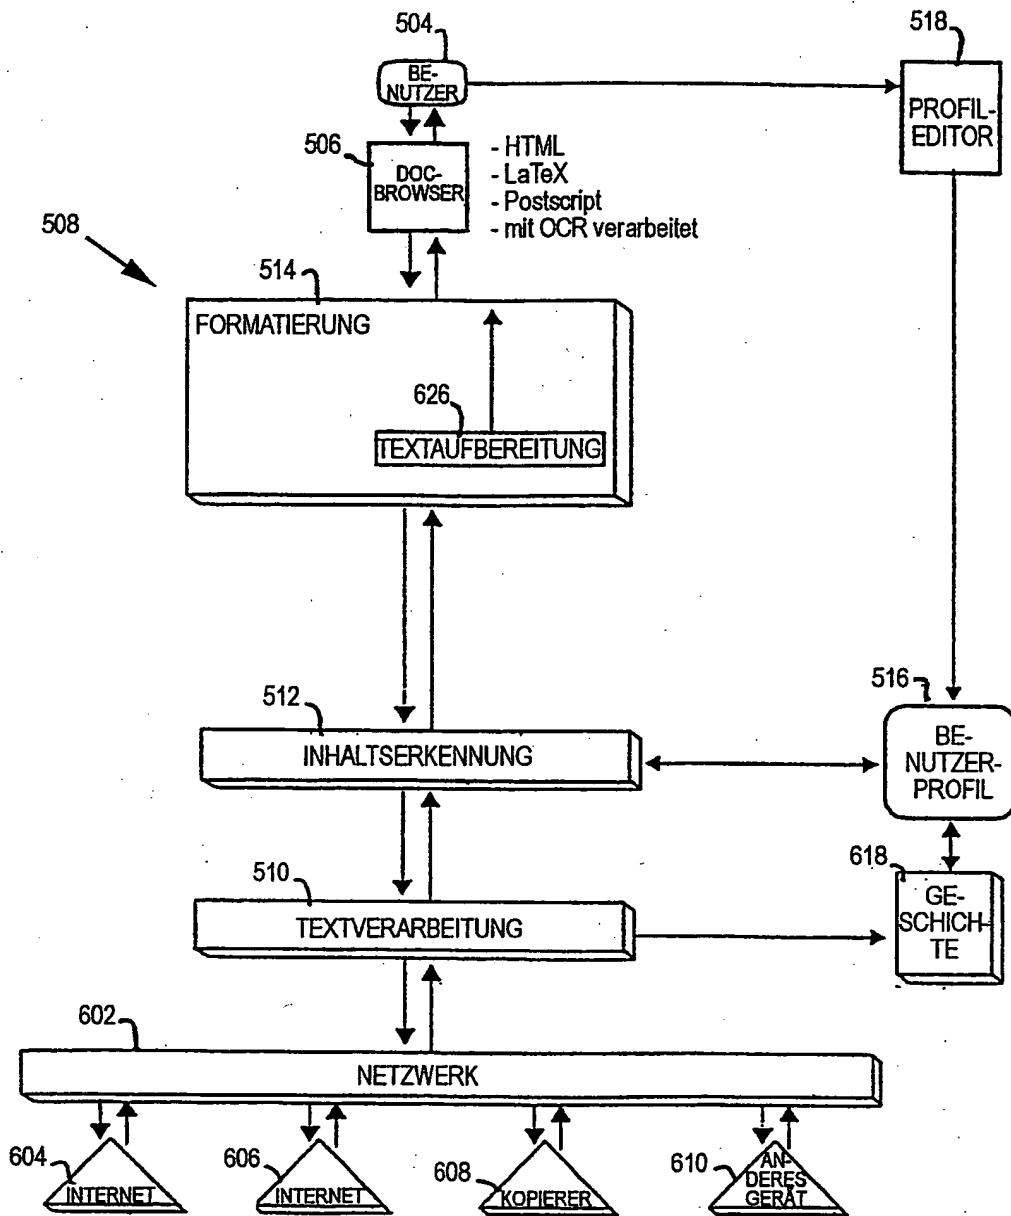 504
518
BE-
NUTZER
PROFIL-
EDITOR
506
DOC-
BROWSER
- HTML
- LaTeX
- Postscript
- mit OCR verarbeitet
508
514
FORMATIERUNG
626
TEXTAUFBEREITUNG
512
INHALTSERKENNUNG
516
BE-
NUTZER-
PROFIL
510
TEXTVERARBEITUNG
618
GE-
SCHICH-
TE
602
NETZWERK
604
INTERNET
606
INTERNET
608
KOPIERER
610
AN-
DERES
GERÄT